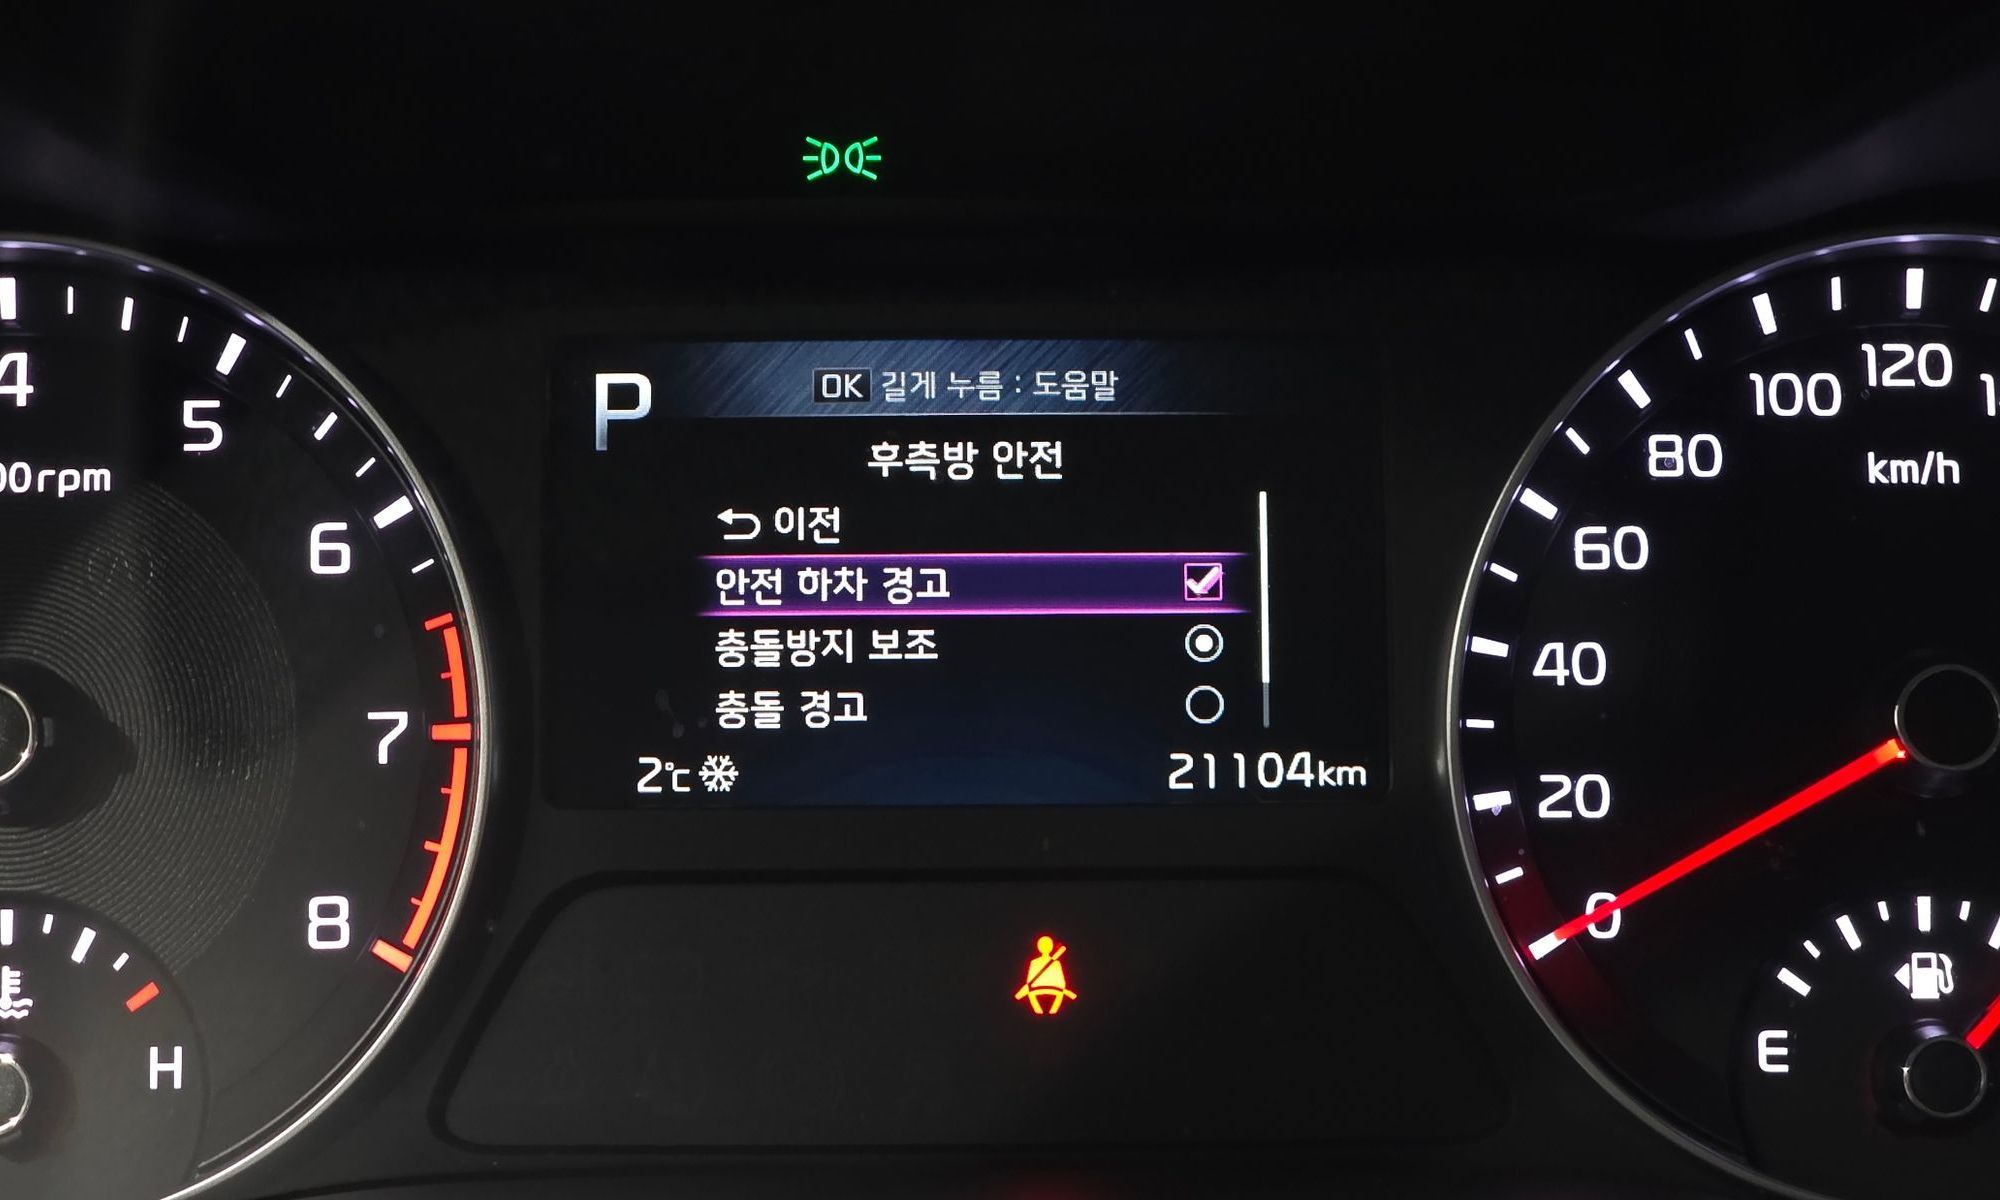 P
OK 길게 누름 : 도움말
후측방 안전
이전
안전 하차 경고
충돌방지 보조
충돌 경고
2℃
21104km
4
5
6
7
8
00rpm
H
0
20
40
60
80
100
120
km/h
E